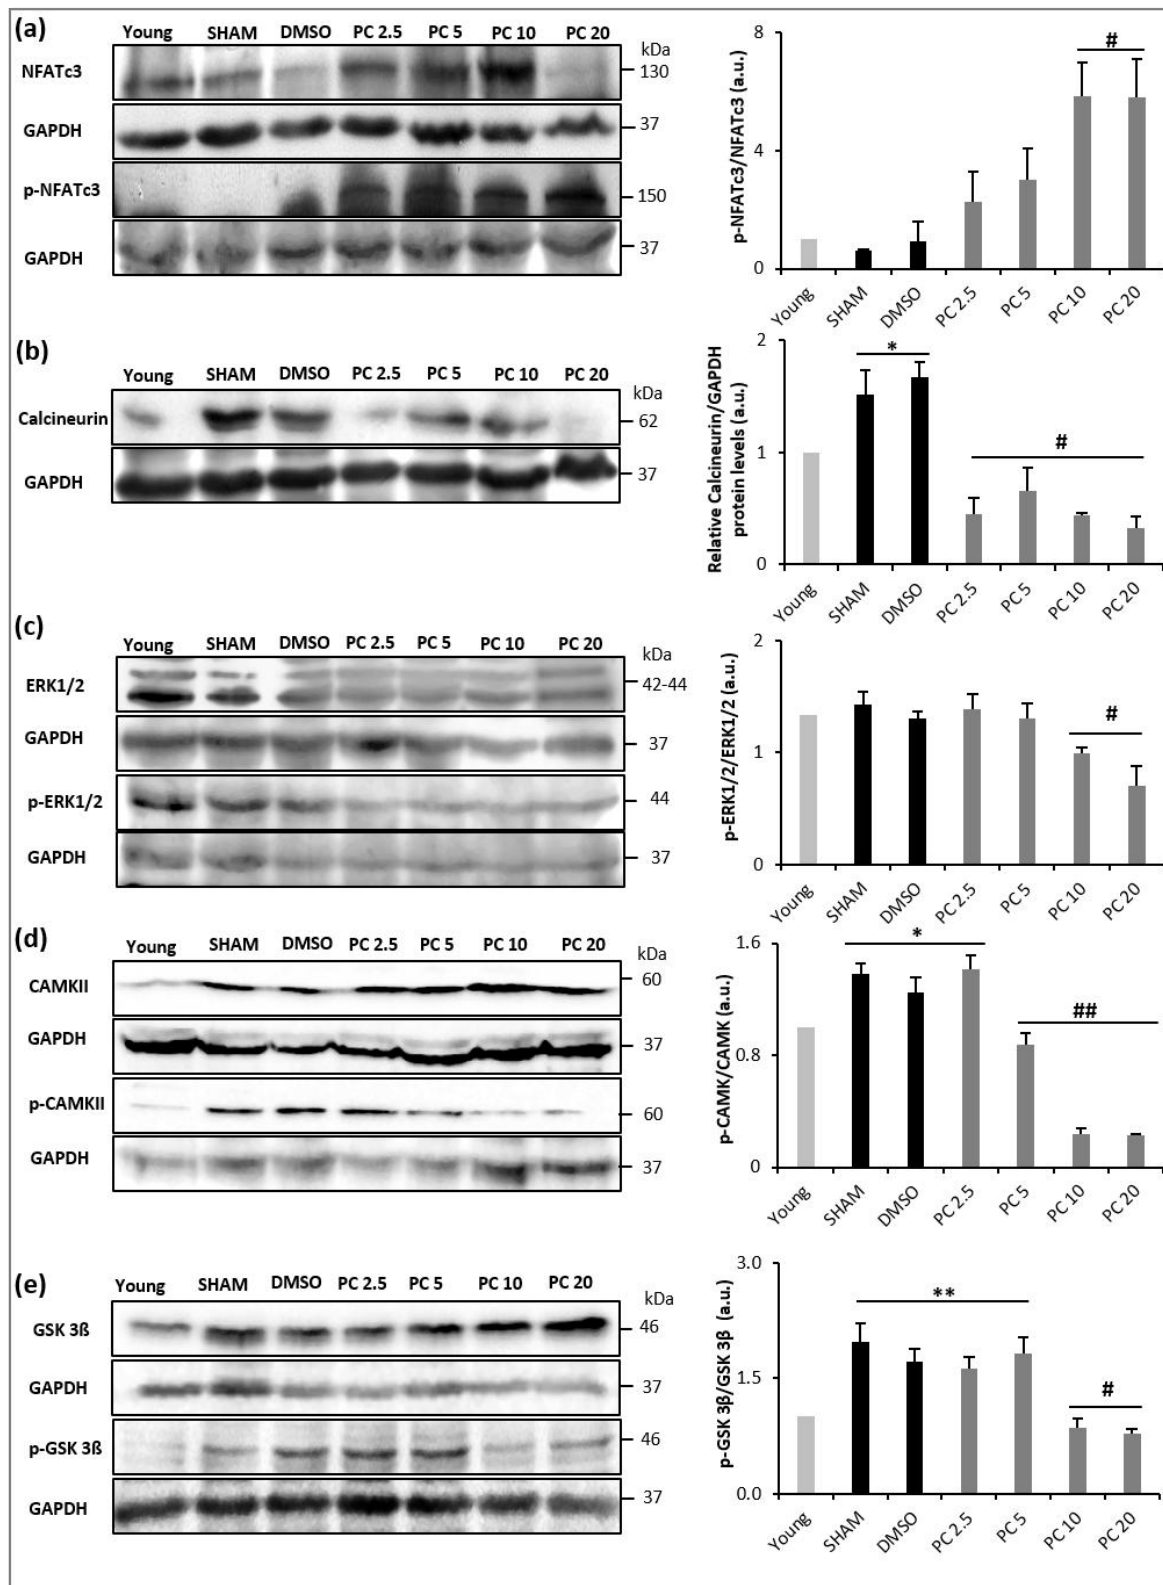 (a)
Young SHAM DMSO PC 2.5 PC 5 PC 10 PC 20
kDa
NFATc3 130
GAPDH 37
p-NFATc3 150
GAPDH 37
p-NFATc3/NFATc3 (a.u.)
8
4
0
#
Young SHAM DMSO PC 2.5 PC 5 PC 10 PC 20
(b)
Young SHAM DMSO PC 2.5 PC 5 PC 10 PC 20
kDa
Calcineurin 62
GAPDH 37
Relative Calcineurin/GAPDH
protein levels (a.u.)
2
1
0
*
#
Young SHAM DMSO PC 2.5 PC 5 PC 10 PC 20
(c)
Young SHAM DMSO PC 2.5 PC 5 PC 10 PC 20
kDa
ERK1/2 42-44
GAPDH 37
p-ERK1/2 44
GAPDH 37
p-ERK1/2/ERK1/2 (a.u.)
2
1
0
#
Young SHAM DMSO PC 2.5 PC 5 PC 10 PC 20
(d)
Young SHAM DMSO PC 2.5 PC 5 PC 10 PC 20
kDa
CAMKII 60
GAPDH 37
p-CAMKII 60
GAPDH 37
p-CAMK/CAMK (a.u.)
1.6
0.8
0
*
##
Young SHAM DMSO PC 2.5 PC 5 PC 10 PC 20
(e)
Young SHAM DMSO PC 2.5 PC 5 PC 10 PC 20
kDa
GSK 3ß 46
GAPDH 37
p-GSK 3ß 46
GAPDH 37
p-GSK 3β/GSK 3β (a.u.)
3.0
1.5
0.0
**
#
Young SHAM DMSO PC 2.5 PC 5 PC 10 PC 20